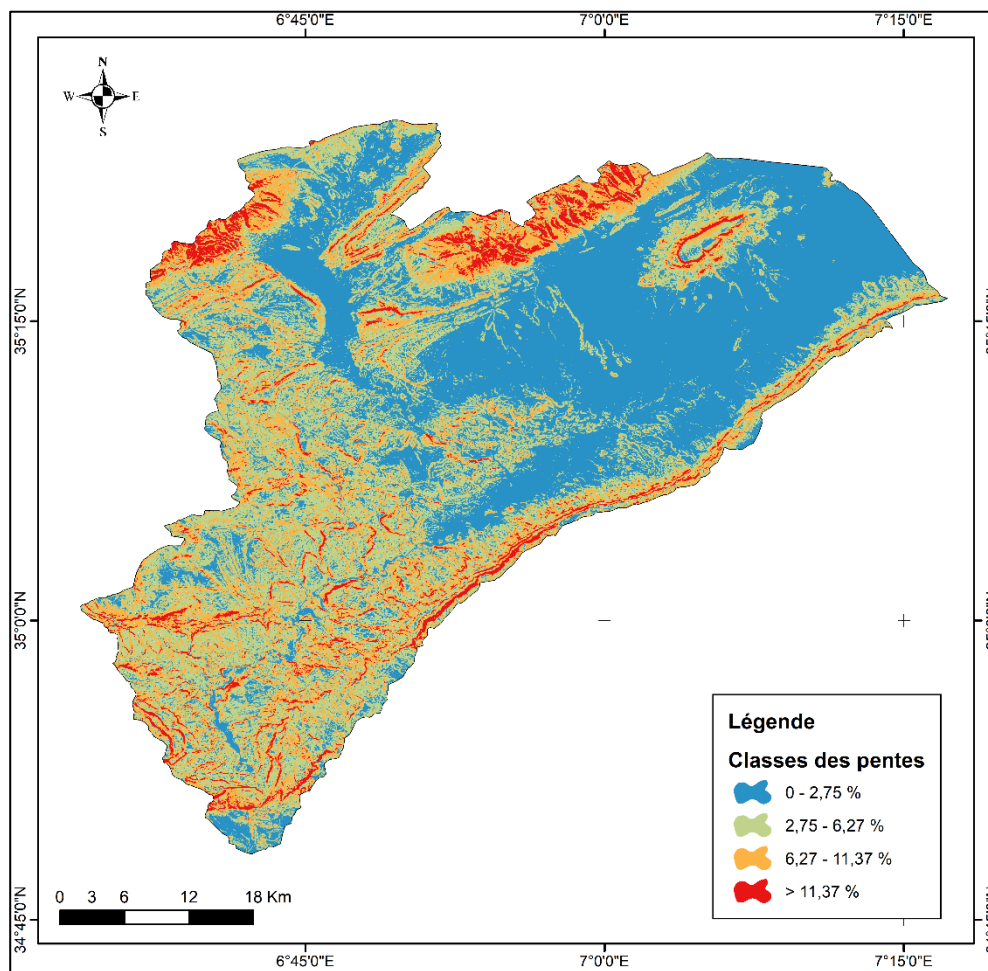 6°45'0"E 7°0'0"E 7°15'0"E
N
W E
S
35°15'0"N
35°0'0"N
34°45'0"N
Légende
Classes des pentes
0 - 2,75 %
2,75 - 6,27 %
6,27 - 11,37 %
> 11,37 %
0 3 6 12 18 Km
6°45'0"E 7°0'0"E 7°15'0"E